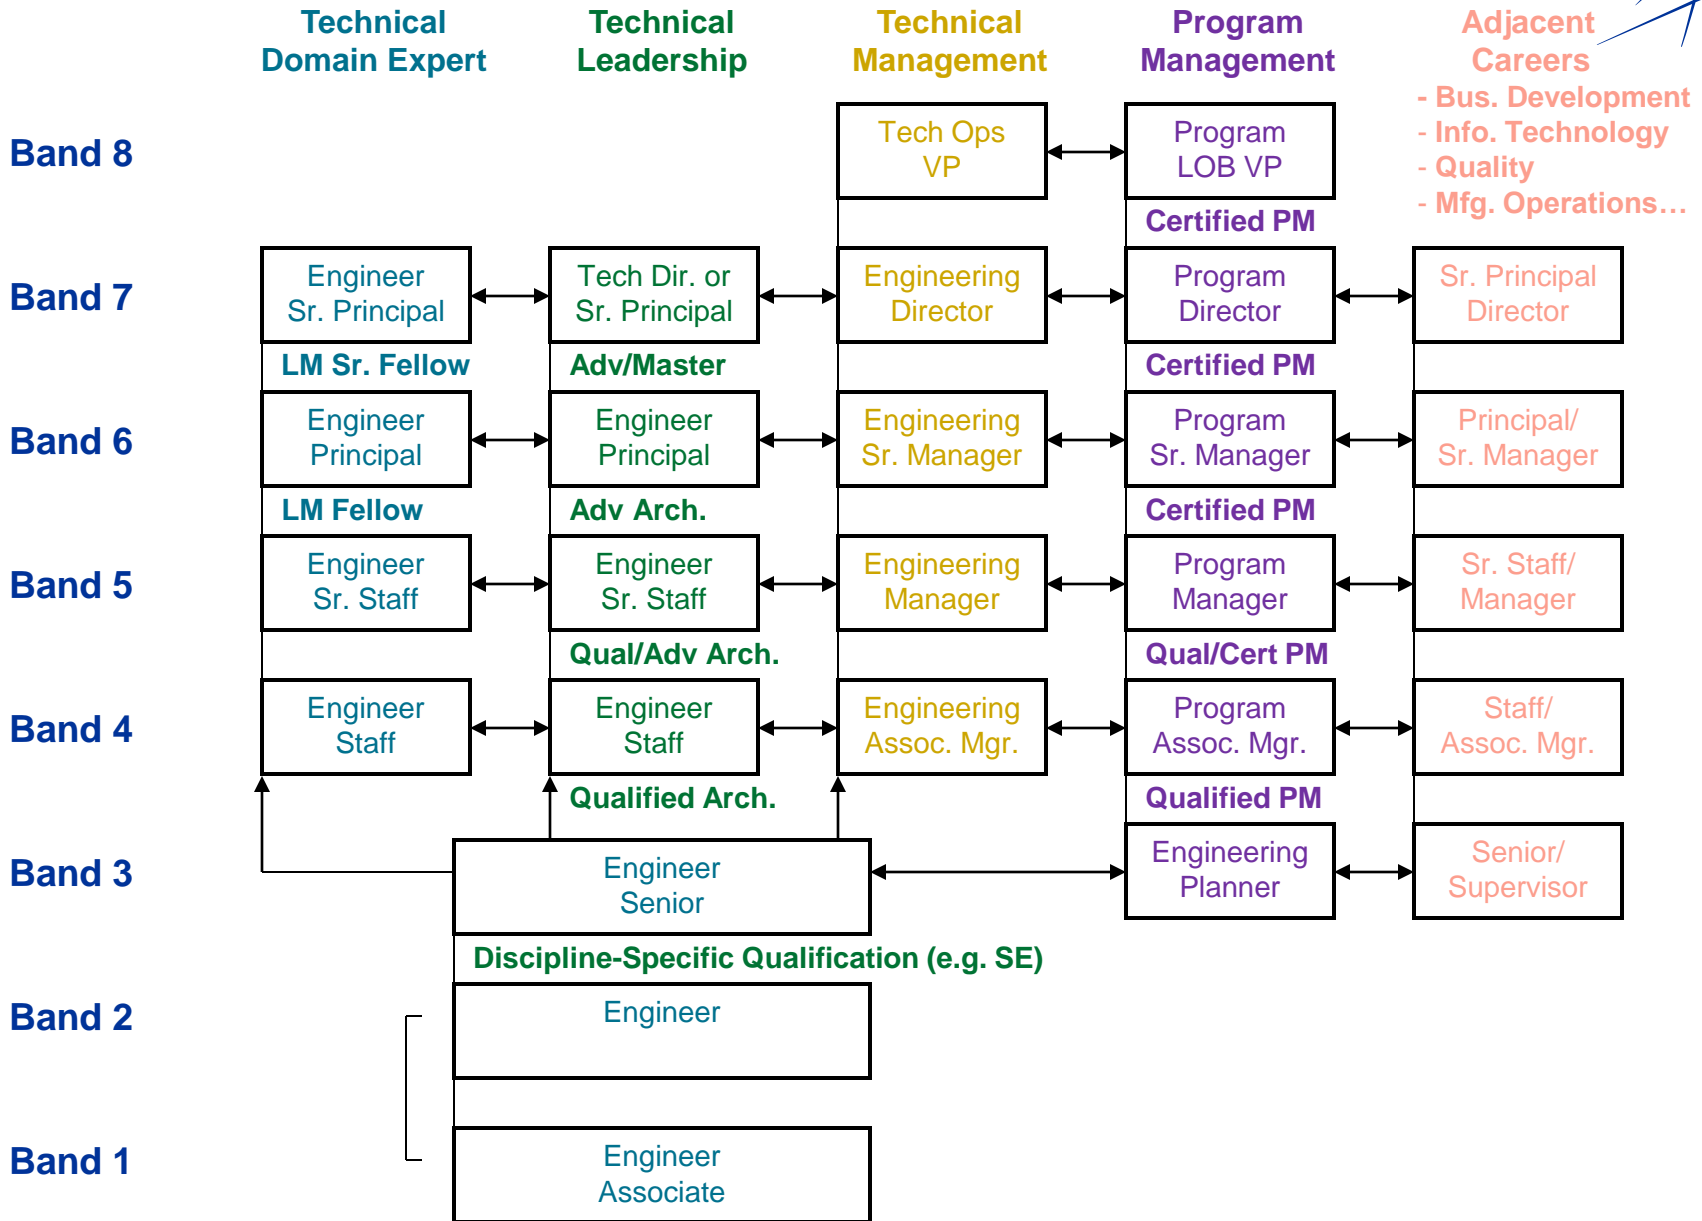 Technical
Domain Expert
Technical
Leadership
Technical
Management
Program
Management
Adjacent
Careers
- Bus. Development
- Info. Technology
- Quality
- Mfg. Operations…
Band 8
Tech Ops
VP
Program
LOB VP
Certified PM
Band 7
Engineer
Sr. Principal
Tech Dir. or
Sr. Principal
Engineering
Director
Program
Director
Sr. Principal
Director
LM Sr. Fellow
Adv/Master
Certified PM
Band 6
Engineer
Principal
Engineer
Principal
Engineering
Sr. Manager
Program
Sr. Manager
Principal/
Sr. Manager
LM Fellow
Adv Arch.
Certified PM
Band 5
Engineer
Sr. Staff
Engineer
Sr. Staff
Engineering
Manager
Program
Manager
Sr. Staff/
Manager
Qual/Adv Arch.
Qual/Cert PM
Band 4
Engineer
Staff
Engineer
Staff
Engineering
Assoc. Mgr.
Program
Assoc. Mgr.
Staff/
Assoc. Mgr.
Qualified Arch.
Qualified PM
Band 3
Engineer
Senior
Engineering
Planner
Senior/
Supervisor
Discipline-Specific Qualification (e.g. SE)
Band 2
Engineer
Band 1
Engineer
Associate